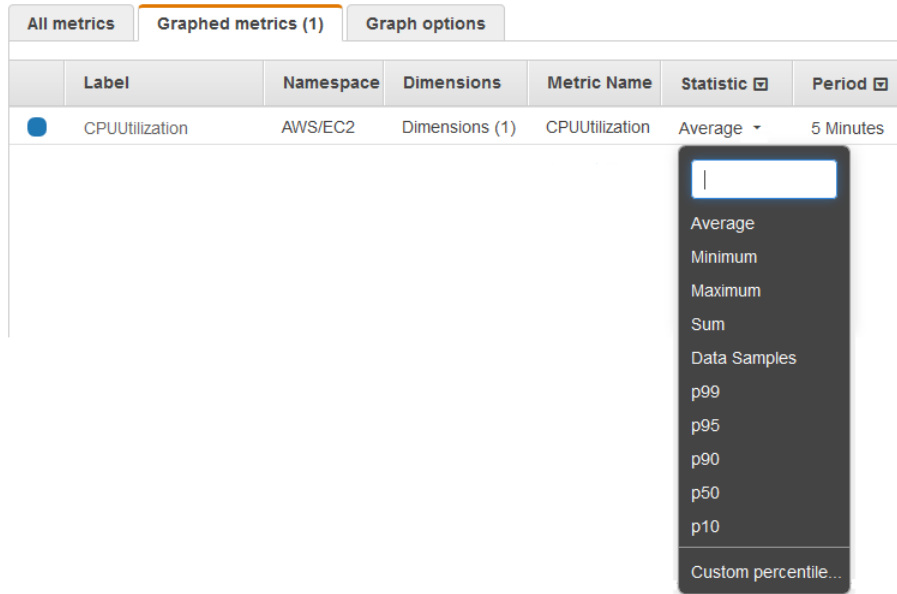 All metrics Graphed metrics (1) Graph options
Label Namespace Dimensions Metric Name Statistic Period
CPUUtilization AWS/EC2 Dimensions (1) CPUUtilization Average 5 Minutes
Average
Minimum
Maximum
Sum
Data Samples
p99
p95
p90
p50
p10
Custom percentile...